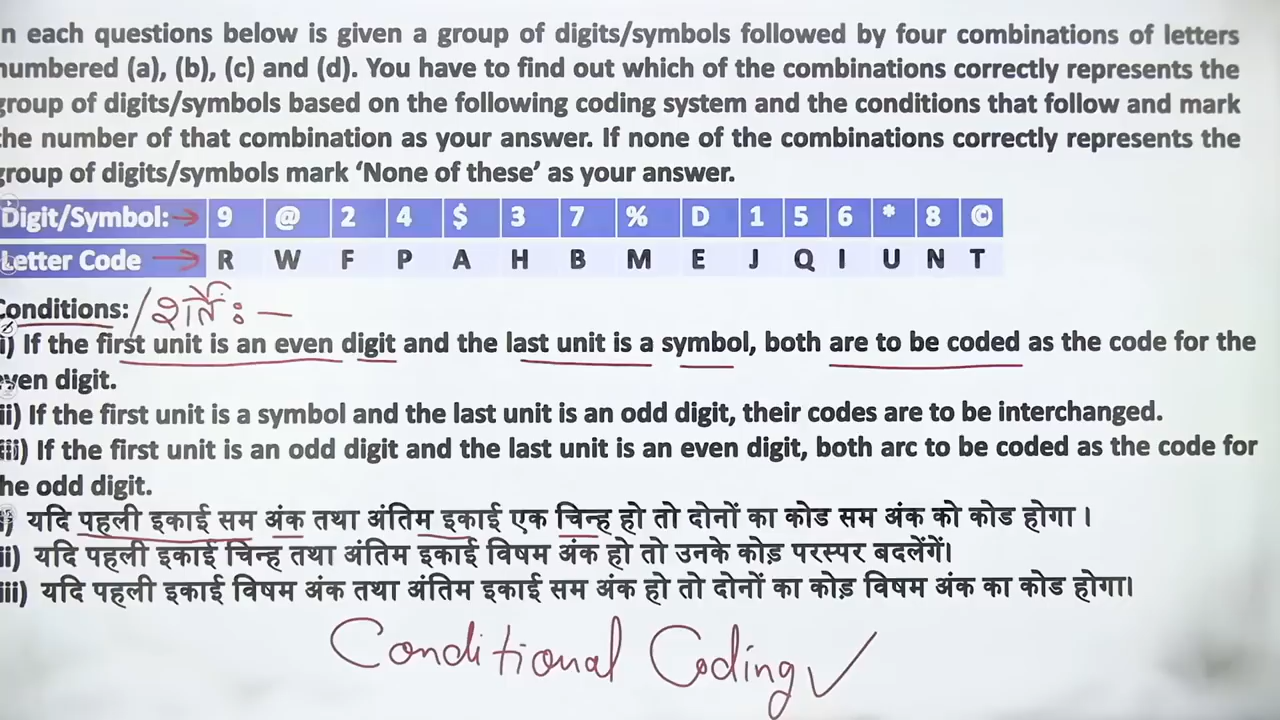 n each questions below is given a group of digits/symbols followed by four combinations of letters
numbered (a), (b), (c) and (d). You have to find out which of the combinations correctly represents the
group of digits/symbols based on the following coding system and the conditions that follow and mark
the number of that combination as your answer. If none of the combinations correctly represents the
group of digits/symbols mark ‘None of these’ as your answer.
Digit/Symbol: → 9 @ 2 4 $ 3 7 % D 1 5 6 * 8 ©
Letter Code → R W F P A H B M E J Q I U N T
Conditions: /शर्तें:—
i) If the first unit is an even digit and the last unit is a symbol, both are to be coded as the code for the
even digit.
ii) If the first unit is a symbol and the last unit is an odd digit, their codes are to be interchanged.
iii) If the first unit is an odd digit and the last unit is an even digit, both arc to be coded as the code for
he odd digit.
i) यदि पहली इकाई सम अंक तथा अंतिम इकाई एक चिन्ह हो तो दोनों का कोड सम अंक को कोड होगा।
ii) यदि पहली इकाई चिन्ह तथा अंतिम इकाई विषम अंक हो तो उनके कोड़ परस्पर बदलेंगें।
iii) यदि पहली इकाई विषम अंक तथा अंतिम इकाई सम अंक हो तो दोनों का कोड़ विषम अंक का कोड होगा।
Conditional Coding ✓